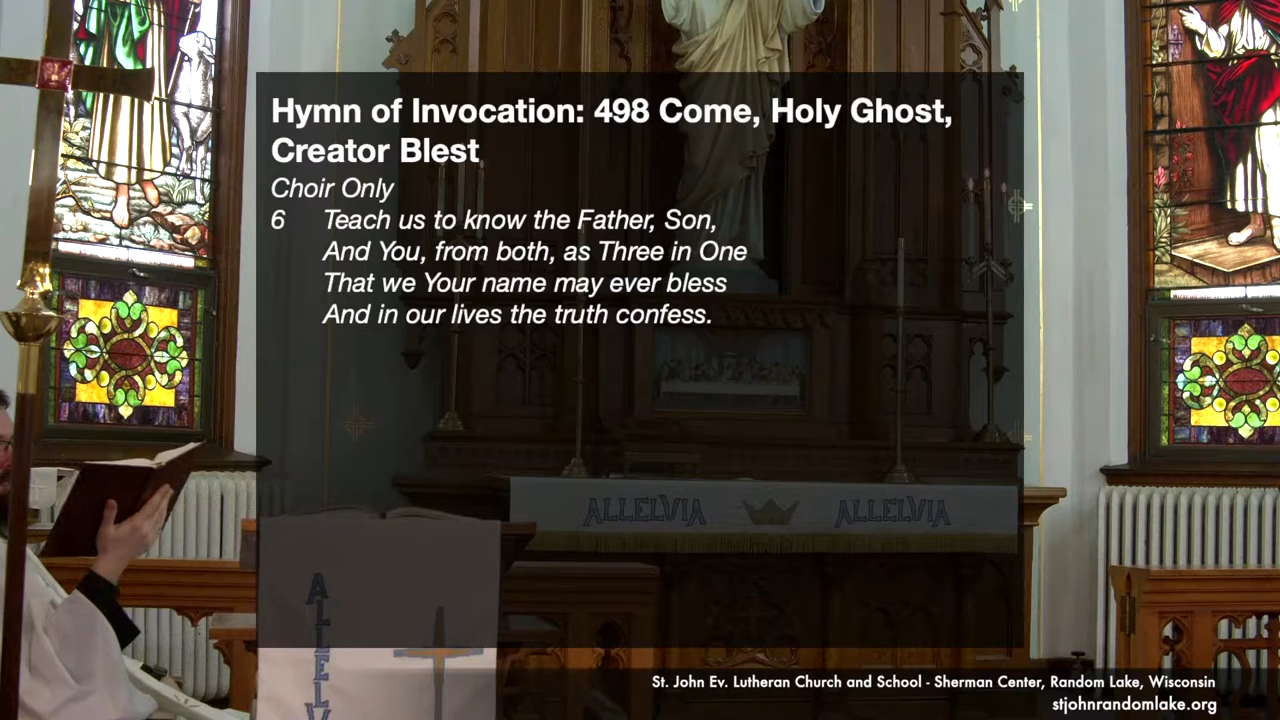 Hymn of Invocation: 498 Come, Holy Ghost,
Creator Blest
Choir Only
6 Teach us to know the Father, Son,
And You, from both, as Three in One
That we Your name may ever bless
And in our lives the truth confess.
ALLELVIA ALLELVIA
ALLELV
St. John Ev. Lutheran Church and School - Sherman Center, Random Lake, Wisconsin
stjohnrandomlake.org